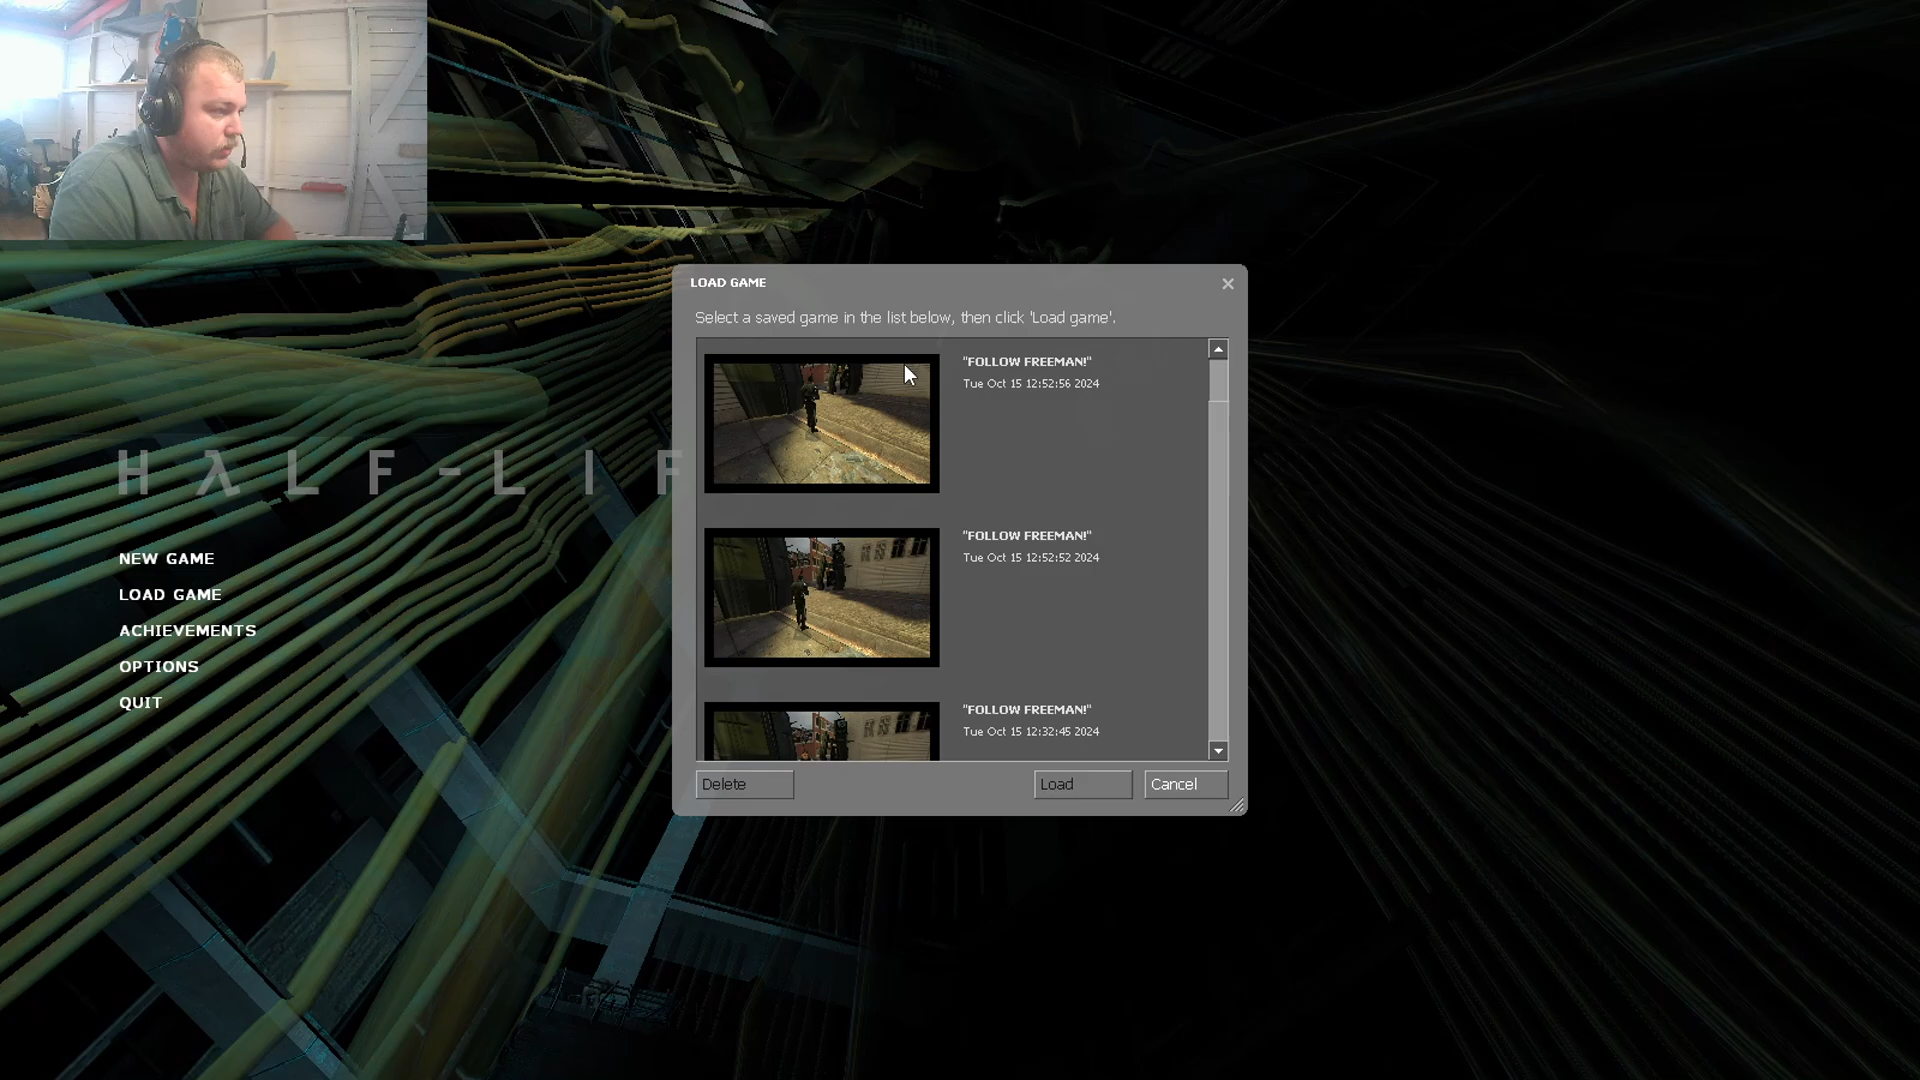 LOAD GAME
Select a saved game in the list below, then click 'Load game'.
"FOLLOW FREEMAN!"
Tue Oct 15 12:52:56 2024
"FOLLOW FREEMAN!"
Tue Oct 15 12:52:52 2024
"FOLLOW FREEMAN!"
Tue Oct 15 12:32:45 2024
Delete
Load
Cancel
HλLF-LIF
NEW GAME
LOAD GAME
ACHIEVEMENTS
OPTIONS
QUIT